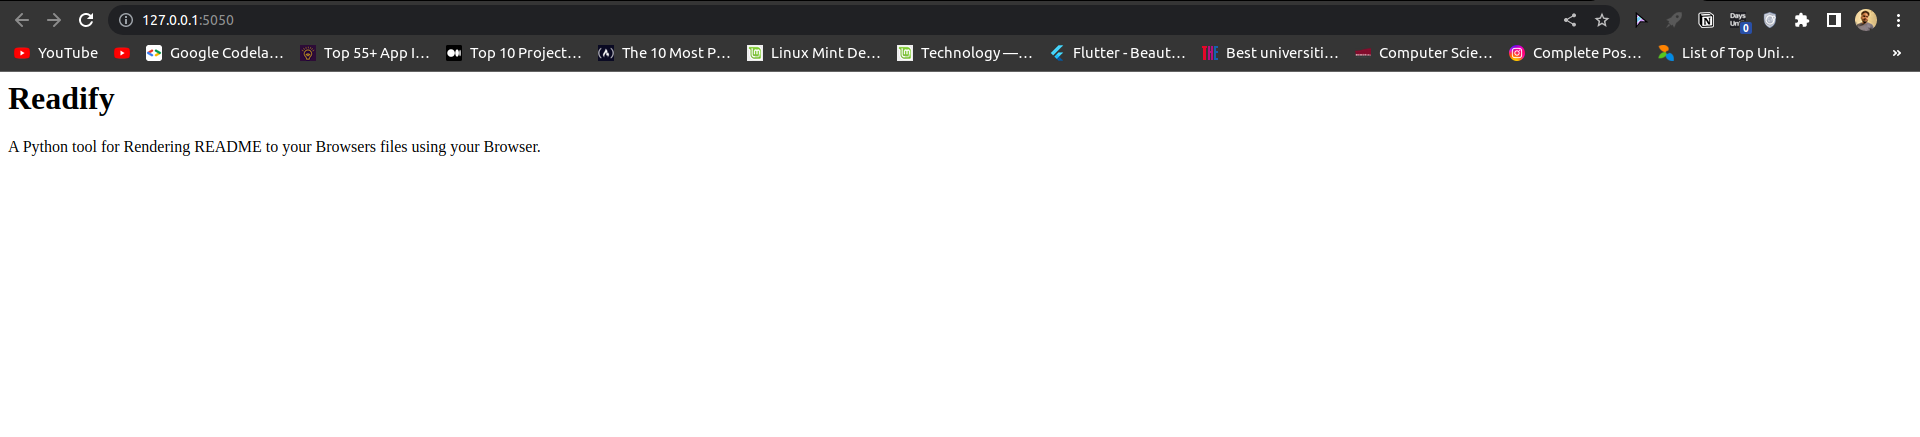 127.0.0.1:5050
YouTube Google Codela... Top 55+ App I... Top 10 Project... The 10 Most P... Linux Mint De... Technology —... Flutter - Beaut... THE Best universiti... Computer Scie... Complete Pos... List of Top Uni... »
Readify
A Python tool for Rendering README to your Browsers files using your Browser.